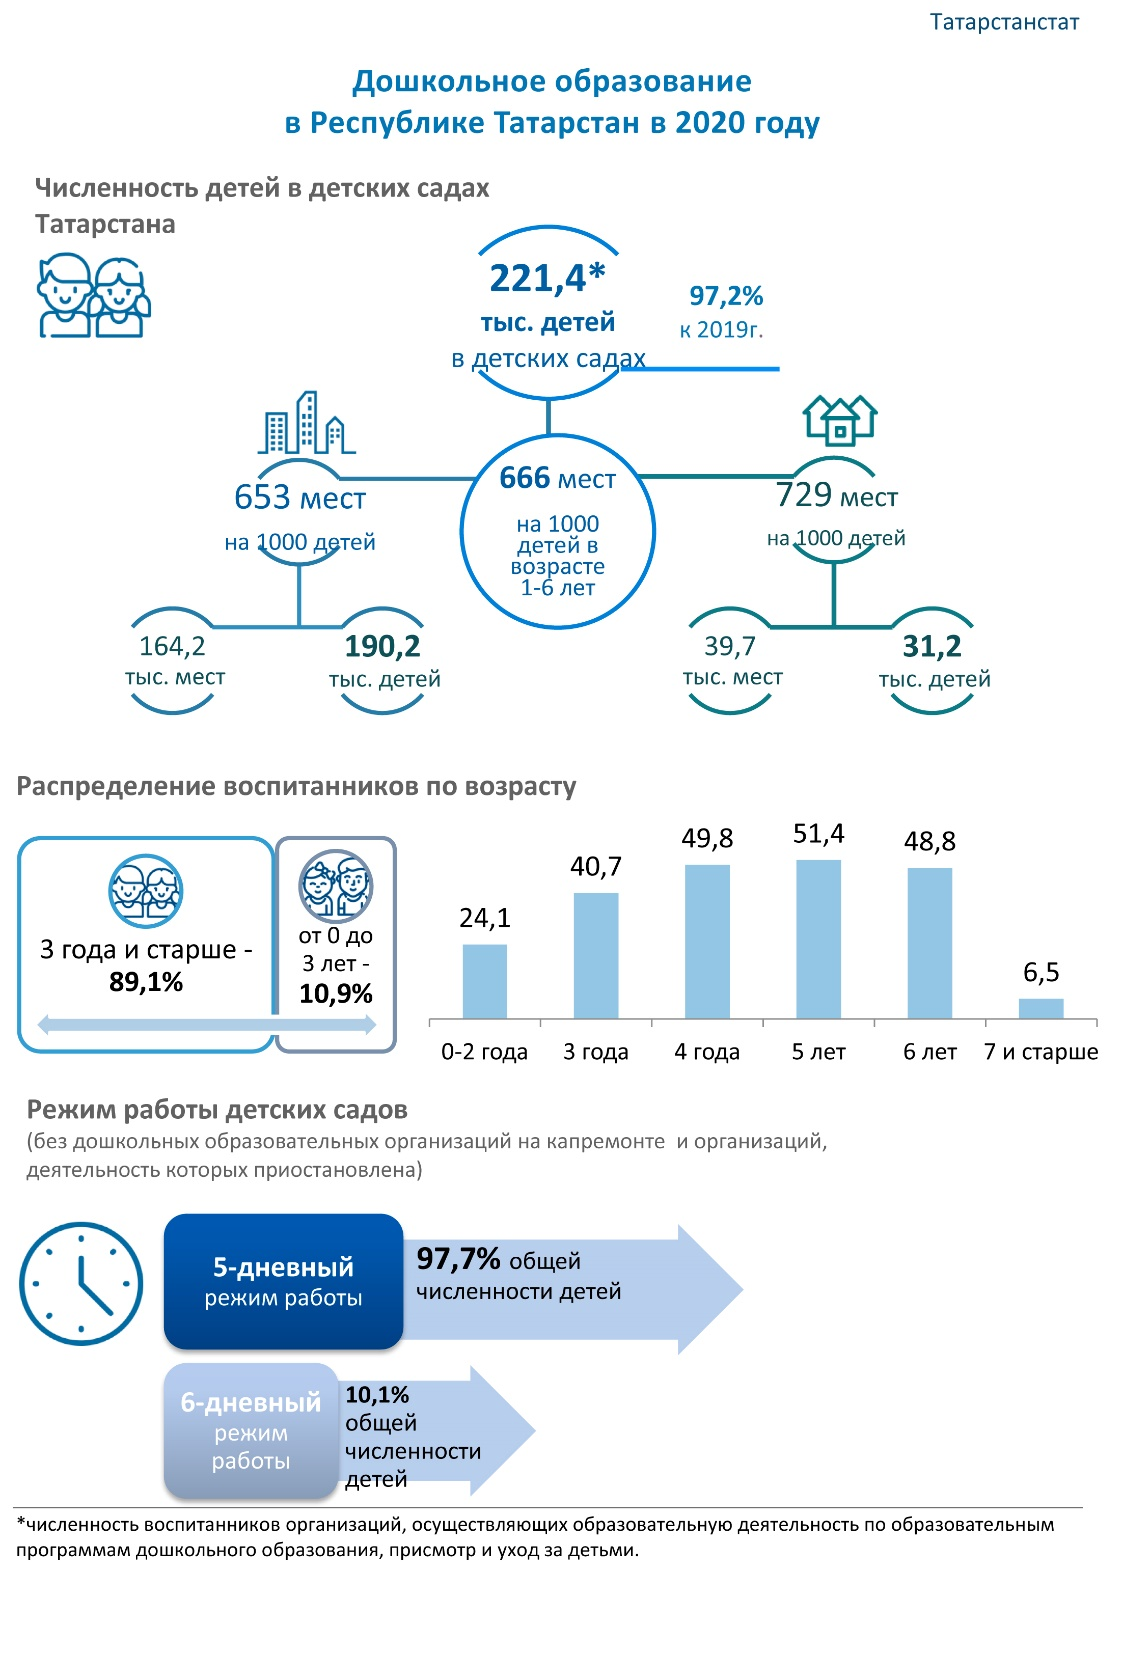 Татарстанстат
Дошкольное образование
в Республике Татарстан в 2020 году
Численность детей в детских садах
Татарстана
221,4*
тыс. детей
в детских садах
97,2%
к 2019г.
653 мест
на 1000 детей
666 мест
на 1000
детей в
возрасте
1-6 лет
729 мест
на 1000 детей
164,2
тыс. мест
190,2
тыс. детей
39,7
тыс. мест
31,2
тыс. детей
Распределение воспитанников по возрасту
3 года и старше -
89,1%
от 0 до
3 лет -
10,9%
24,1
40,7
49,8
51,4
48,8
6,5
0-2 года
3 года
4 года
5 лет
6 лет
7 и старше
Режим работы детских садов
(без дошкольных образовательных организаций на капремонте и организаций,
деятельность которых приостановлена)
5-дневный
режим работы
97,7% общей
численности детей
6-дневный
режим
работы
10,1%
общей
численности
детей
*численность воспитанников организаций, осуществляющих образовательную деятельность по образовательным
программам дошкольного образования, присмотр и уход за детьми.